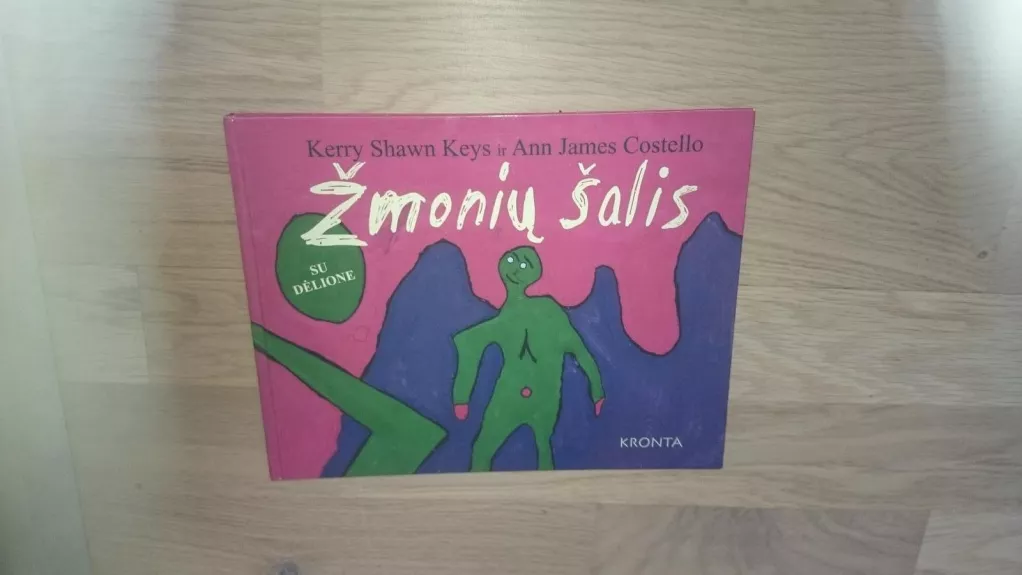 Kerry Shawn Keys ir Ann James Costello
Žmonių šalis
SU
DĖLIONE
KRONTA